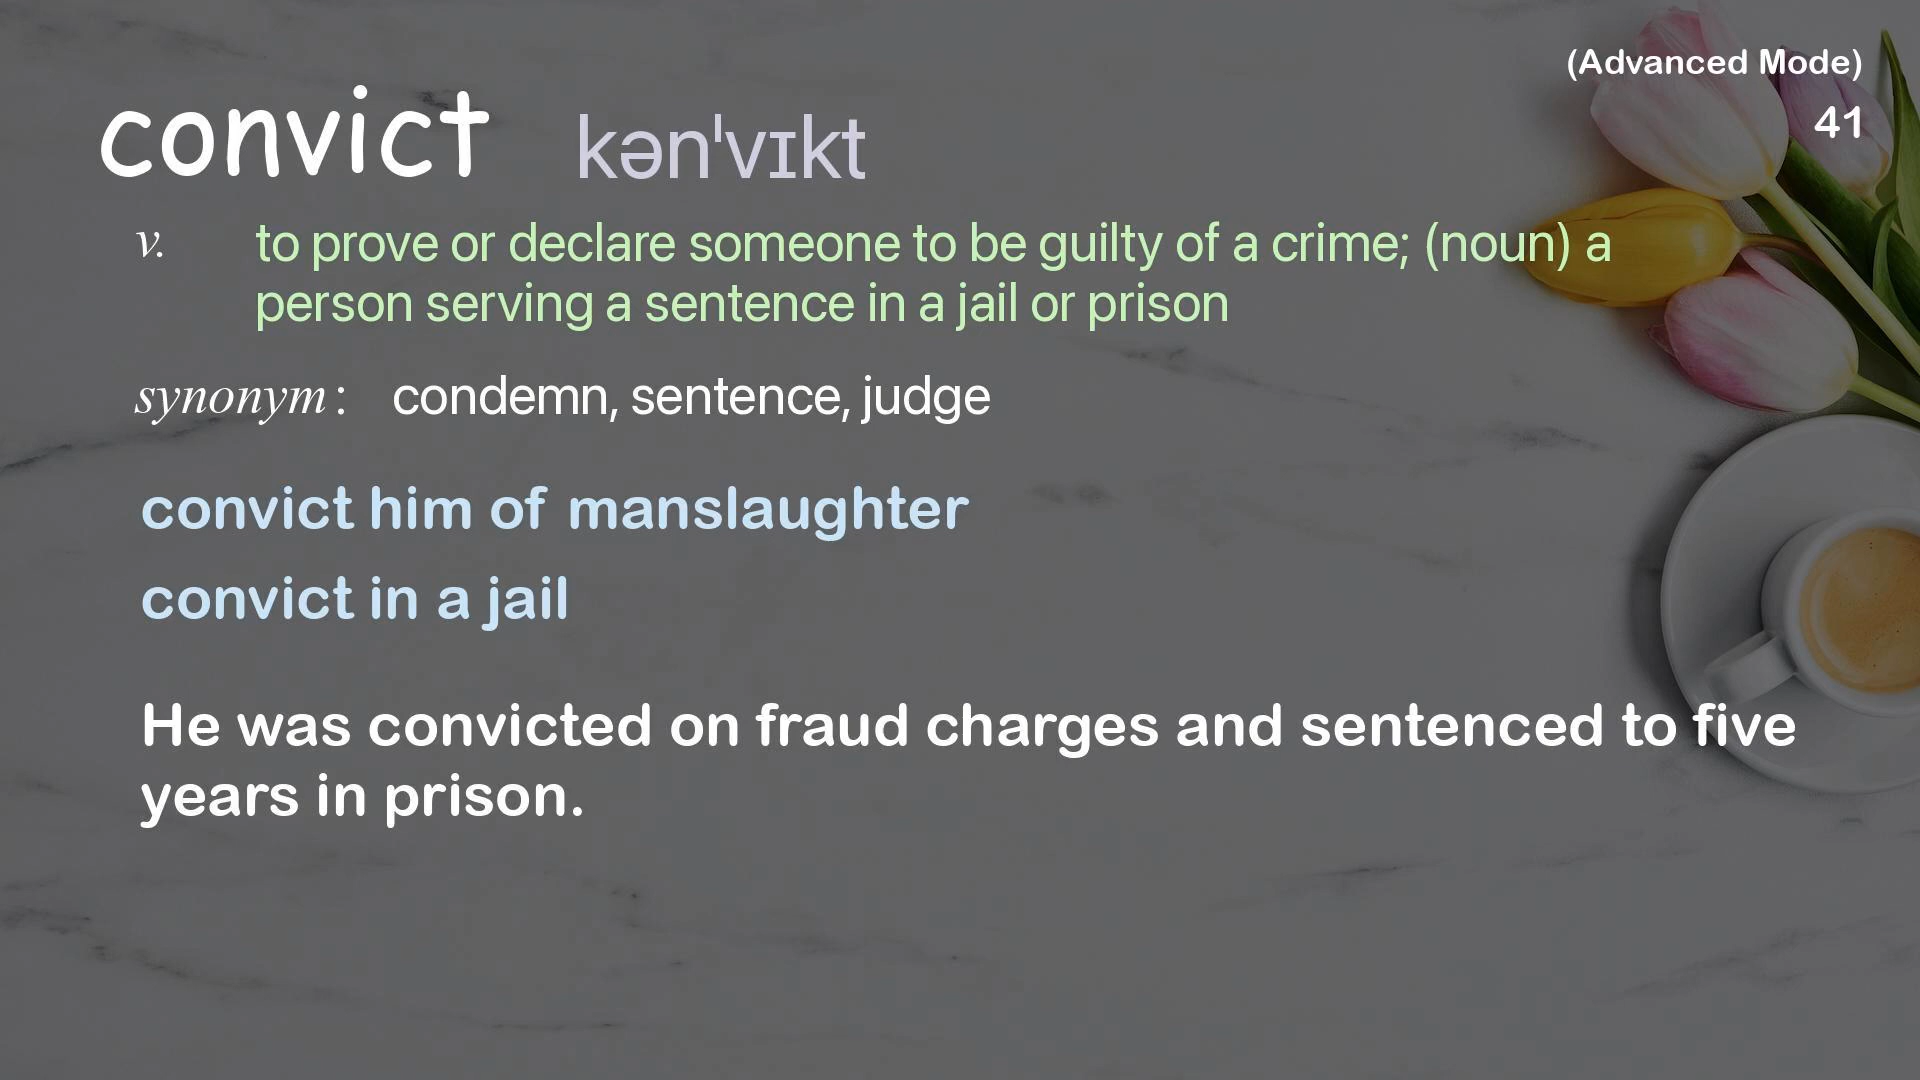 (Advanced Mode)
41
convict kən'vɪkt
v. to prove or declare someone to be guilty of a crime; (noun) a
person serving a sentence in a jail or prison
synonym: condemn, sentence, judge
convict him of manslaughter
convict in a jail
He was convicted on fraud charges and sentenced to five
years in prison.